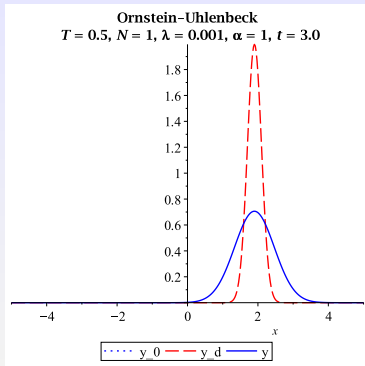 Ornstein–Uhlenbeck
T = 0.5, N = 1, λ = 0.001, α = 1, t = 3.0
1.8
1.6
1.4
1.2
1
0.8
0.6
0.4
0.2
−4 −2 0 2 4
x
y_0 y_d y